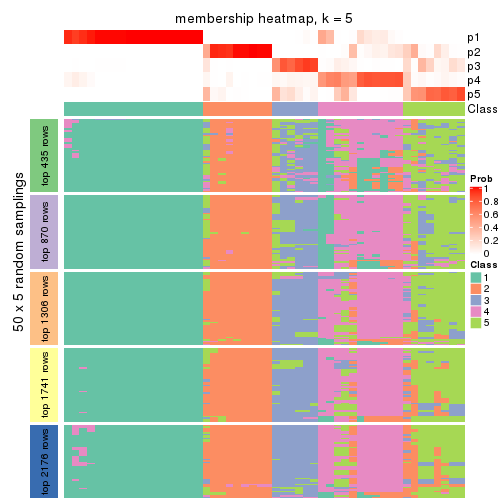 membership heatmap, k = 5
p1
p2
p3
p4
p5
Class
50 x 5 random samplings
top 435 rows
top 870 rows
top 1306 rows
top 1741 rows
top 2176 rows
Prob
1
0.8
0.6
0.4
0.2
0
Class
1
2
3
4
5